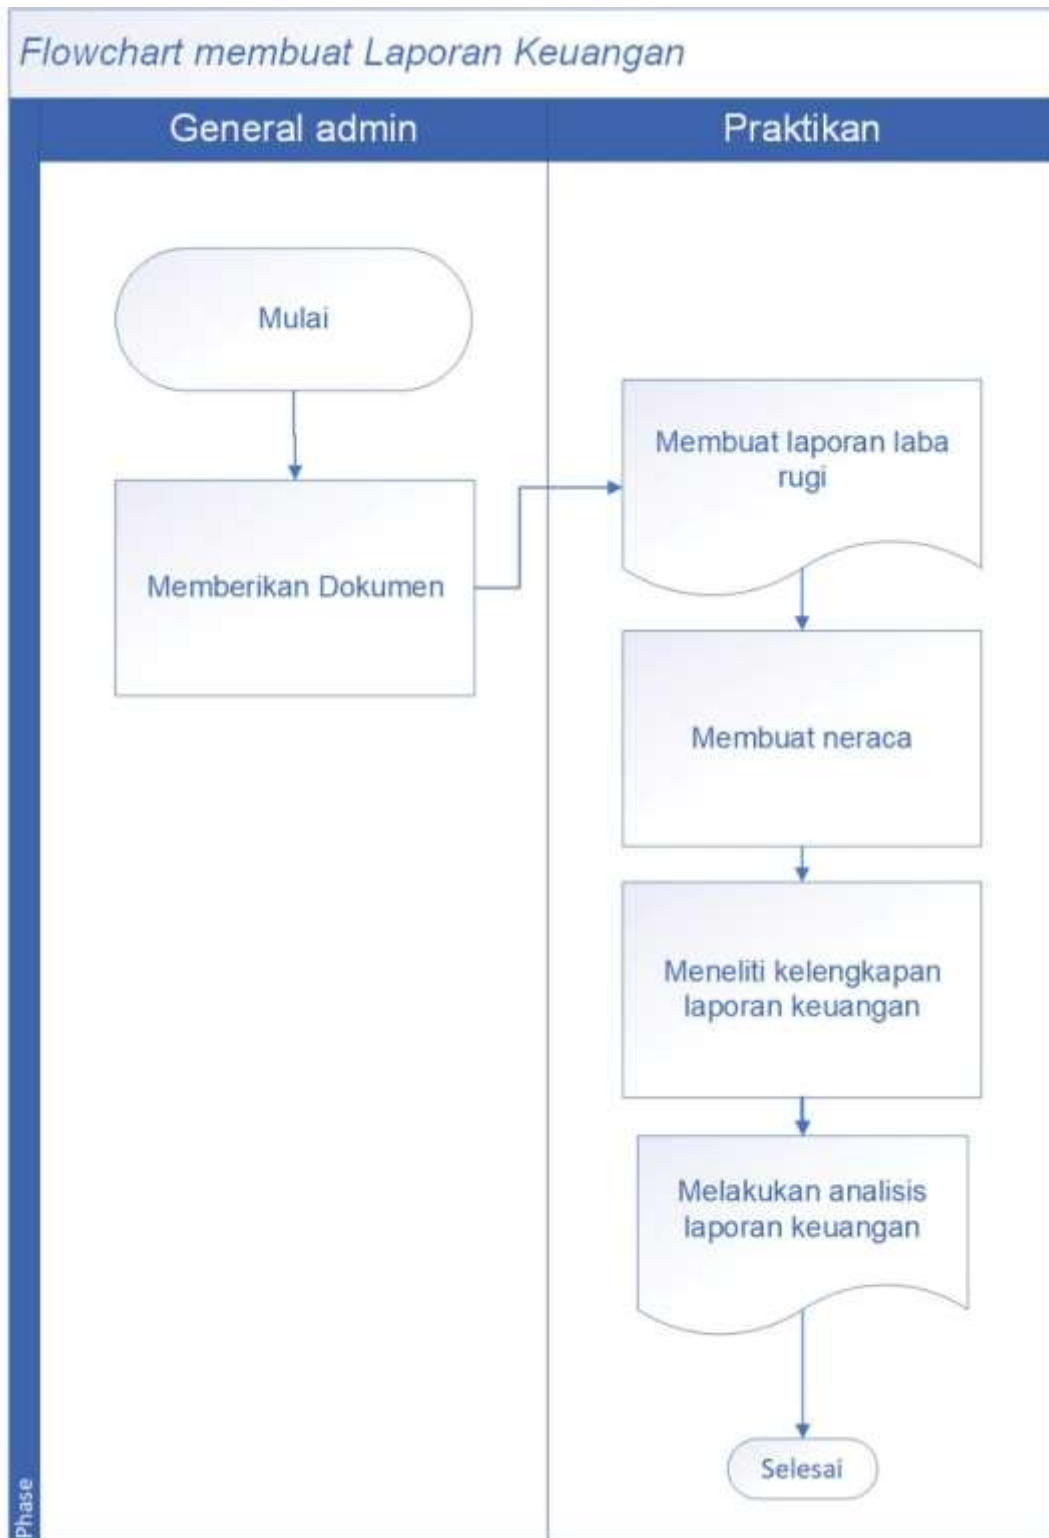 Flowchart membuat Laporan Keuangan
General admin
Praktikan
Mulai
Memberikan Dokumen
Membuat laporan laba
rugi
Membuat neraca
Meneliti kelengkapan
laporan keuangan
Melakukan analisis
laporan keuangan
Selesai
Phase